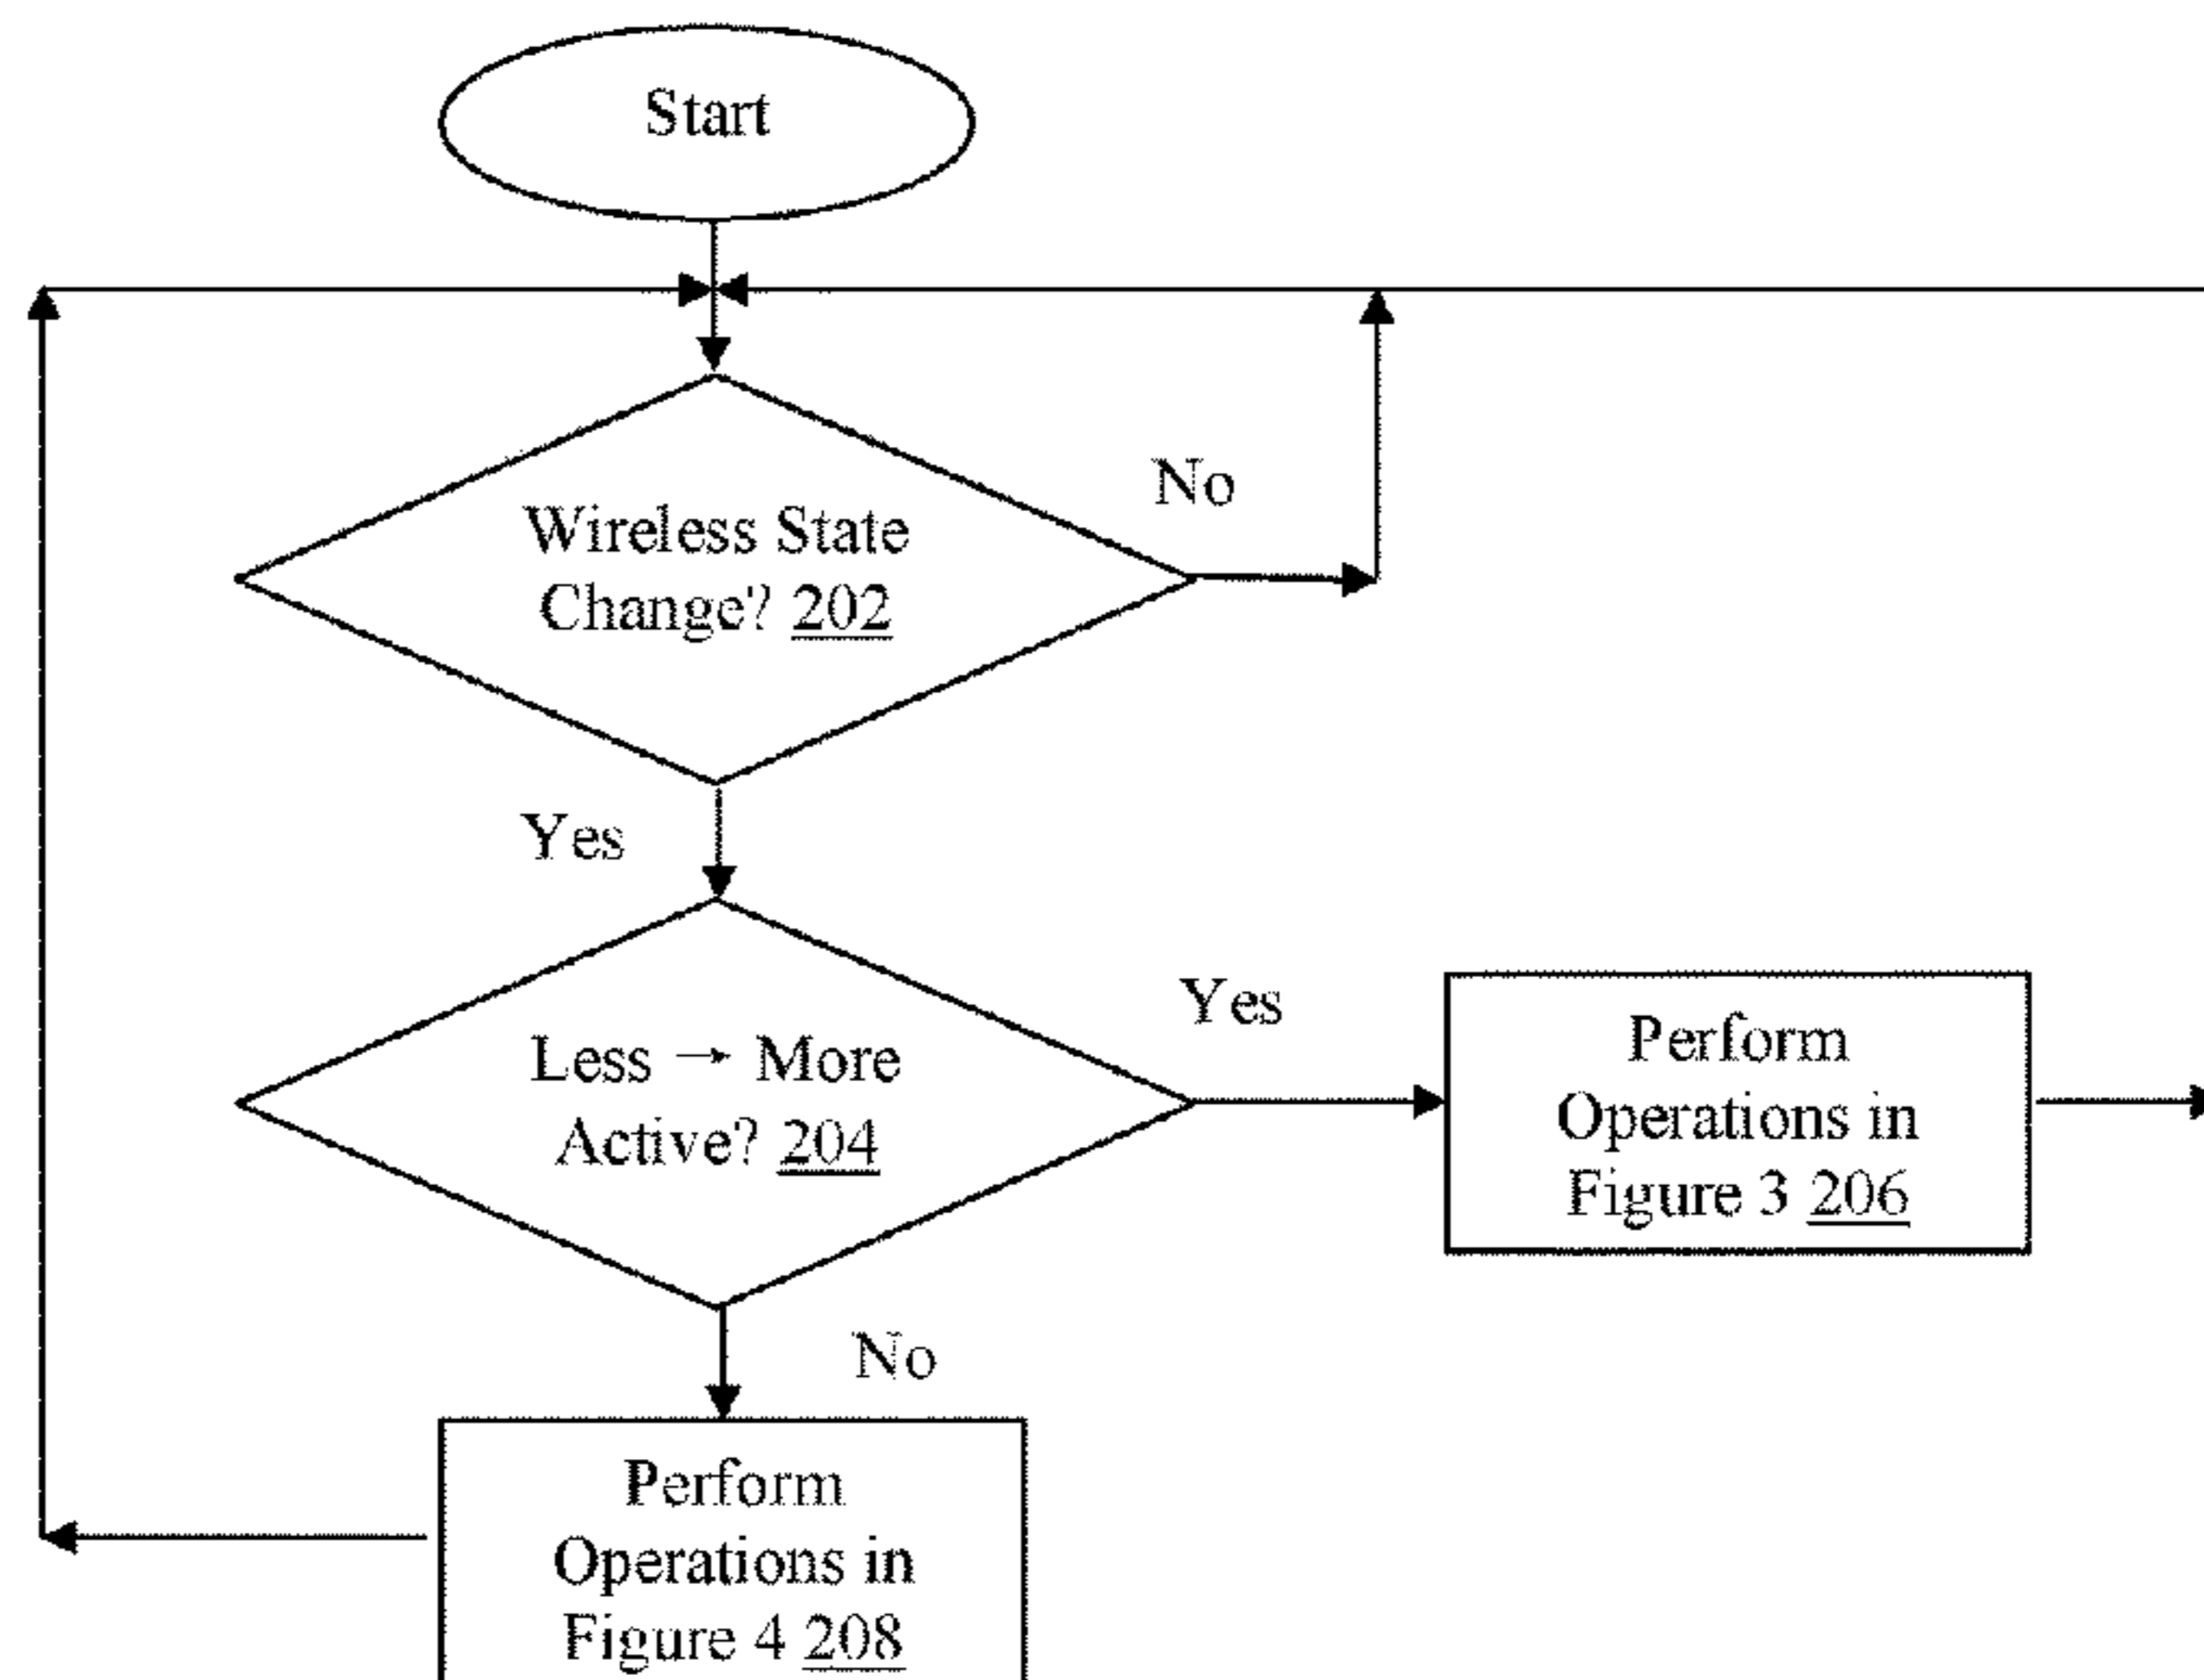 Start
No
Wireless State
Change? 202
Yes
Yes
Less → More
Active? 204
Perform
Operations in
Figure 3 206
No
Perform
Operations in
Figure 4 208